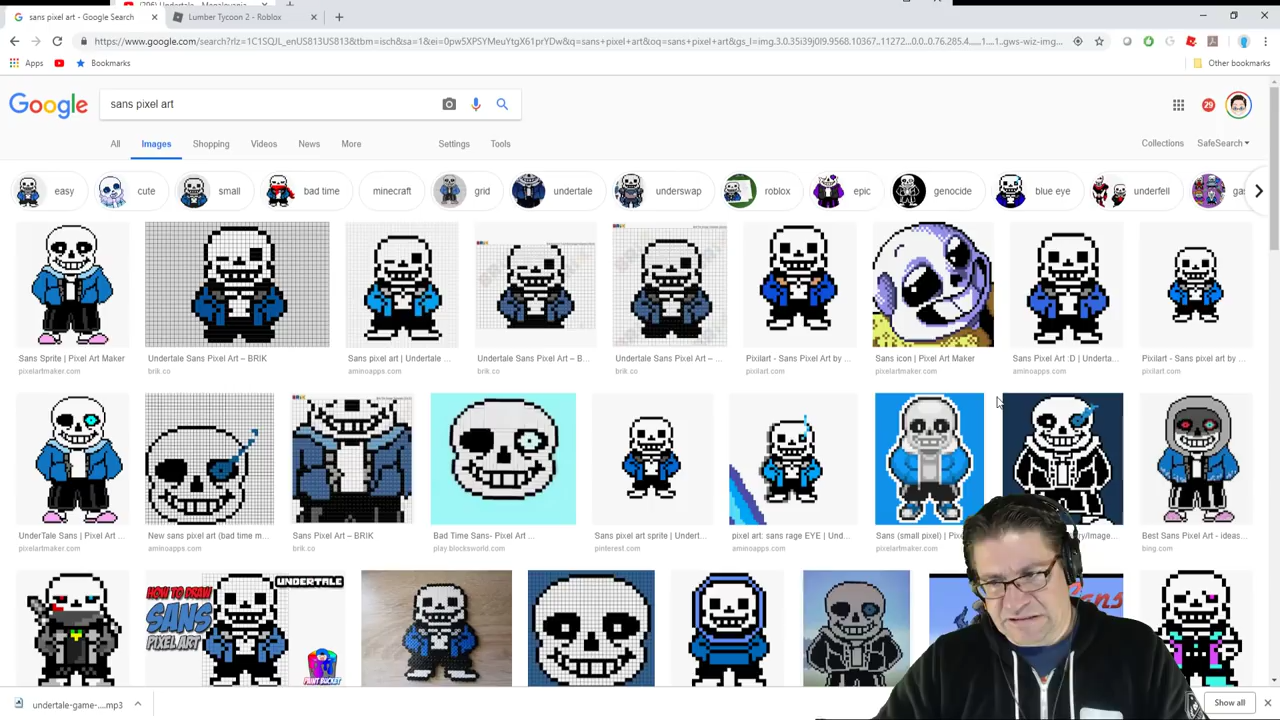 sans pixel art - Google Search
Lumber Tycoon 2 - Roblox
https://www.google.com/search?rlz=1C1SQJL_enUS813US813&tbm=isch&sa=1&ei=0pw5XPSYMeuYtgX61prYDw&q=sans+pixel+art&oq=sans+pixel+art&gs_l=img.3.0.35i39j0l9.9568.10367..11272...0.0..0.76.285.4......1....1..gws-wiz-img...
Apps
Bookmarks
Other bookmarks
Google
sans pixel art
29
All
Images
Shopping
Videos
News
More
Settings
Tools
Collections
SafeSearch
easy
cute
small
bad time
minecraft
grid
undertale
underswap
roblox
epic
genocide
blue eye
underfell
Sans Sprite | Pixel Art Maker
pixelartmaker.com
Undertale Sans Pixel Art – BRIK
brik.co
Sans pixel art | Undertale ...
aminoapps.com
Undertale Sans Pixel Art – B...
brik.co
Undertale Sans Pixel Art – ...
brik.co
Pixilart - Sans Pixel Art by ...
pixilart.com
Sans icon | Pixel Art Maker
pixelartmaker.com
Sans Pixel Art :D | Underta...
aminoapps.com
Pixilart - Sans pixel art by ...
pixilart.com
UnderTale Sans | Pixel Art ...
pixelartmaker.com
New sans pixel art (bad time m...
aminoapps.com
Sans Pixel Art – BRIK
brik.co
Bad Time Sans- Pixel Art ...
play.blocksworld.com
Sans pixel art sprite | Undert...
pinterest.com
pixel art: sans rage EYE | Und...
aminoapps.com
Sans (small pixel) | Pix
pixelartmaker.c
ry/Image...
Best Sans Pixel Art - ideas...
bing.com
HOW TO DRAW
SANS
PIXEL ART
UNDERTALE
PAINT BUCKET
undertale-game-....mp3
Show all